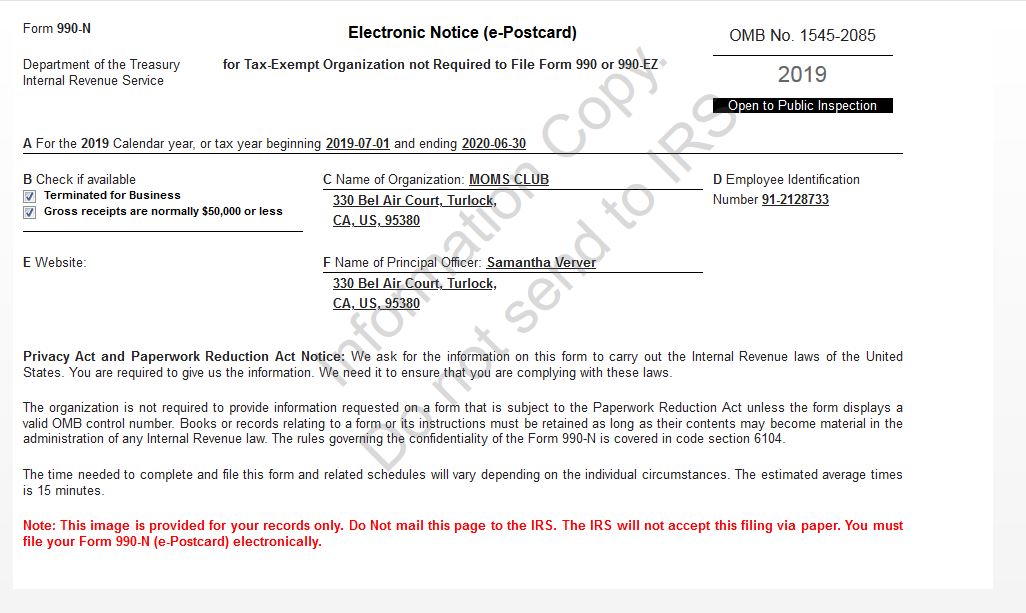 Form 990-N
Electronic Notice (e-Postcard)
OMB No. 1545-2085
Department of the Treasury
Internal Revenue Service
for Tax-Exempt Organization not Required to File Form 990 or 990-EZ
2019
Open to Public Inspection
A For the 2019 Calendar year, or tax year beginning 2019-07-01 and ending 2020-06-30
B Check if available
Terminated for Business
Gross receipts are normally $50,000 or less
C Name of Organization: MOMS CLUB
330 Bel Air Court, Turlock,
CA, US, 95380
D Employee Identification
Number 91-2128733
E Website:
F Name of Principal Officer: Samantha Verver
330 Bel Air Court, Turlock,
CA, US, 95380
Privacy Act and Paperwork Reduction Act Notice: We ask for the information on this form to carry out the Internal Revenue laws of the United
States. You are required to give us the information. We need it to ensure that you are complying with these laws.
The organization is not required to provide information requested on a form that is subject to the Paperwork Reduction Act unless the form displays a
valid OMB control number. Books or records relating to a form or its instructions must be retained as long as their contents may become material in the
administration of any Internal Revenue law. The rules governing the confidentiality of the Form 990-N is covered in code section 6104.
The time needed to complete and file this form and related schedules will vary depending on the individual circumstances. The estimated average times
is 15 minutes.
Note: This image is provided for your records only. Do Not mail this page to the IRS. The IRS will not accept this filing via paper. You must
file your Form 990-N (e-Postcard) electronically.
Information Copy.
Do not send to IRS